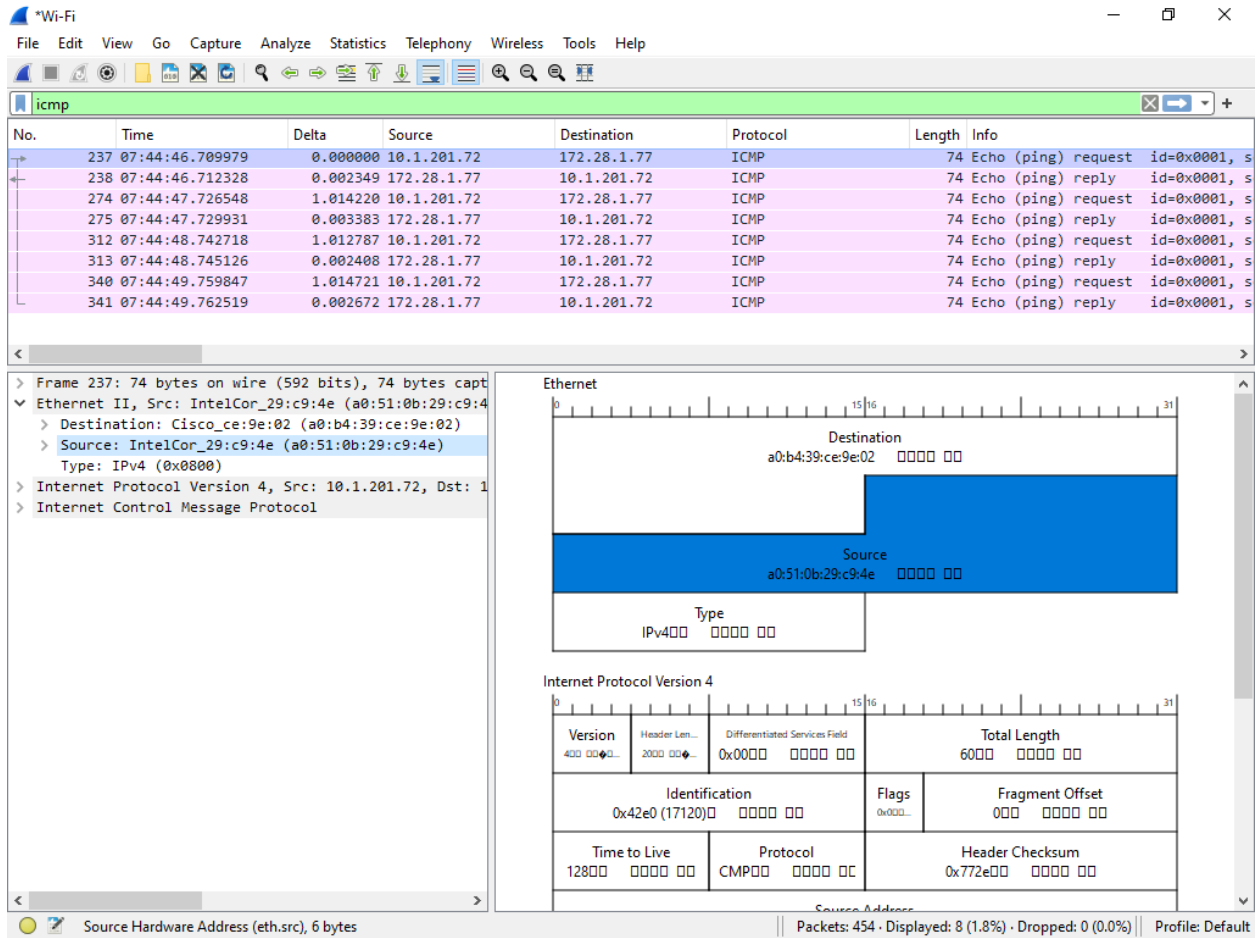 *Wi-Fi
File Edit View Go Capture Analyze Statistics Telephony Wireless Tools Help
icmp
No. Time Delta Source Destination Protocol Length Info
237 07:44:46.709979 0.000000 10.1.201.72 172.28.1.77 ICMP 74 Echo (ping) request id=0x0001, s
238 07:44:46.712328 0.002349 172.28.1.77 10.1.201.72 ICMP 74 Echo (ping) reply id=0x0001, s
274 07:44:47.726548 1.014220 10.1.201.72 172.28.1.77 ICMP 74 Echo (ping) request id=0x0001, s
275 07:44:47.729931 0.003383 172.28.1.77 10.1.201.72 ICMP 74 Echo (ping) reply id=0x0001, s
312 07:44:48.742718 1.012787 10.1.201.72 172.28.1.77 ICMP 74 Echo (ping) request id=0x0001, s
313 07:44:48.745126 0.002408 172.28.1.77 10.1.201.72 ICMP 74 Echo (ping) reply id=0x0001, s
340 07:44:49.759847 1.014721 10.1.201.72 172.28.1.77 ICMP 74 Echo (ping) request id=0x0001, s
341 07:44:49.762519 0.002672 172.28.1.77 10.1.201.72 ICMP 74 Echo (ping) reply id=0x0001, s
Frame 237: 74 bytes on wire (592 bits), 74 bytes capt
Ethernet II, Src: IntelCor_29:c9:4e (a0:51:0b:29:c9:4
Destination: Cisco_ce:9e:02 (a0:b4:39:ce:9e:02)
Source: IntelCor_29:c9:4e (a0:51:0b:29:c9:4e)
Type: IPv4 (0x0800)
Internet Protocol Version 4, Src: 10.1.201.72, Dst: 1
Internet Control Message Protocol
Ethernet
0 15 16 31
Destination
a0:b4:39:ce:9e:02
Source
a0:51:0b:29:c9:4e
Type
IPv4
Internet Protocol Version 4
0 15 16 31
Version Header Len... Differentiated Services Field Total Length
4 ... 20 ... 0x00 60
Identification Flags Fragment Offset
0x42e0 (17120) 0x0... 0
Time to Live Protocol Header Checksum
128 CMP 0x772e
Source Address
Source Hardware Address (eth.src), 6 bytes Packets: 454 · Displayed: 8 (1.8%) · Dropped: 0 (0.0%) Profile: Default